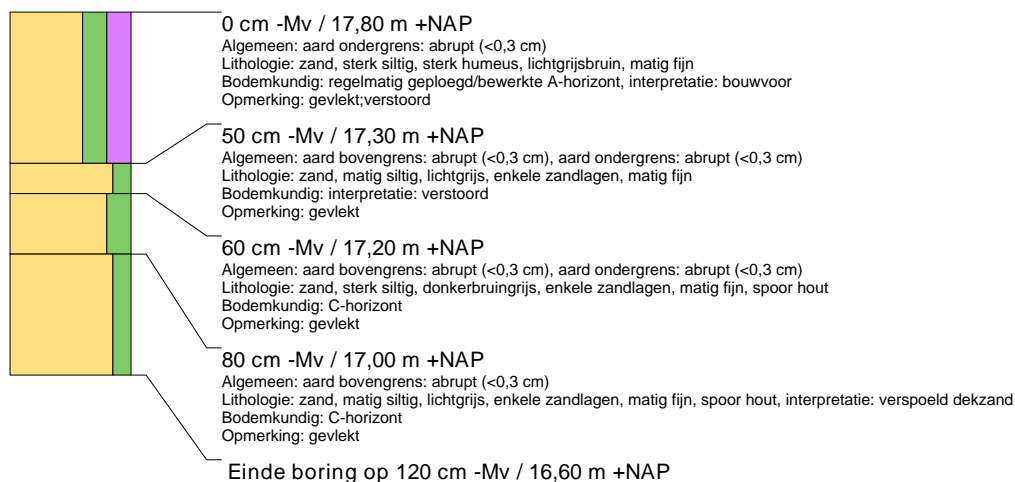 0 cm -Mv / 17,80 m +NAP
Algemeen: aard ondergrens: abrupt (<0,3 cm)
Lithologie: zand, sterk siltig, sterk humeus, lichtgrijsbruin, matig fijn
Bodemkundig: regelmatig geploegd/bewerkte A-horizont, interpretatie: bouwvoor
Opmerking: gevlekt;verstoord
50 cm -Mv / 17,30 m +NAP
Algemeen: aard bovengrens: abrupt (<0,3 cm), aard ondergrens: abrupt (<0,3 cm)
Lithologie: zand, matig siltig, lichtgrijs, enkele zandlagen, matig fijn
Bodemkundig: interpretatie: verstoord
Opmerking: gevlekt
60 cm -Mv / 17,20 m +NAP
Algemeen: aard bovengrens: abrupt (<0,3 cm), aard ondergrens: abrupt (<0,3 cm)
Lithologie: zand, sterk siltig, donkerbruingrijs, enkele zandlagen, matig fijn, spoor hout
Bodemkundig: C-horizont
Opmerking: gevlekt
80 cm -Mv / 17,00 m +NAP
Algemeen: aard bovengrens: abrupt (<0,3 cm)
Lithologie: zand, matig siltig, lichtgrijs, enkele zandlagen, matig fijn, spoor hout, interpretatie: verspoeld dekzand
Bodemkundig: C-horizont
Opmerking: gevlekt
Einde boring op 120 cm -Mv / 16,60 m +NAP